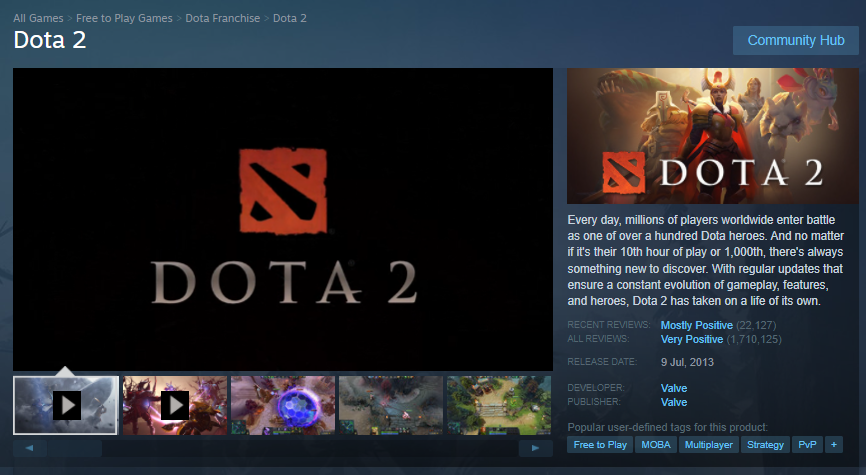 All Games > Free to Play Games > Dota Franchise > Dota 2
Dota 2
Community Hub
DOTA 2
DOTA 2
Every day, millions of players worldwide enter battle
as one of over a hundred Dota heroes. And no matter
if it's their 10th hour of play or 1,000th, there's always
something new to discover. With regular updates that
ensure a constant evolution of gameplay, features,
and heroes, Dota 2 has taken on a life of its own.
RECENT REVIEWS: Mostly Positive (22,127)
ALL REVIEWS: Very Positive (1,710,125)
RELEASE DATE: 9 Jul, 2013
DEVELOPER: Valve
PUBLISHER: Valve
Popular user-defined tags for this product:
Free to Play MOBA Multiplayer Strategy PvP +